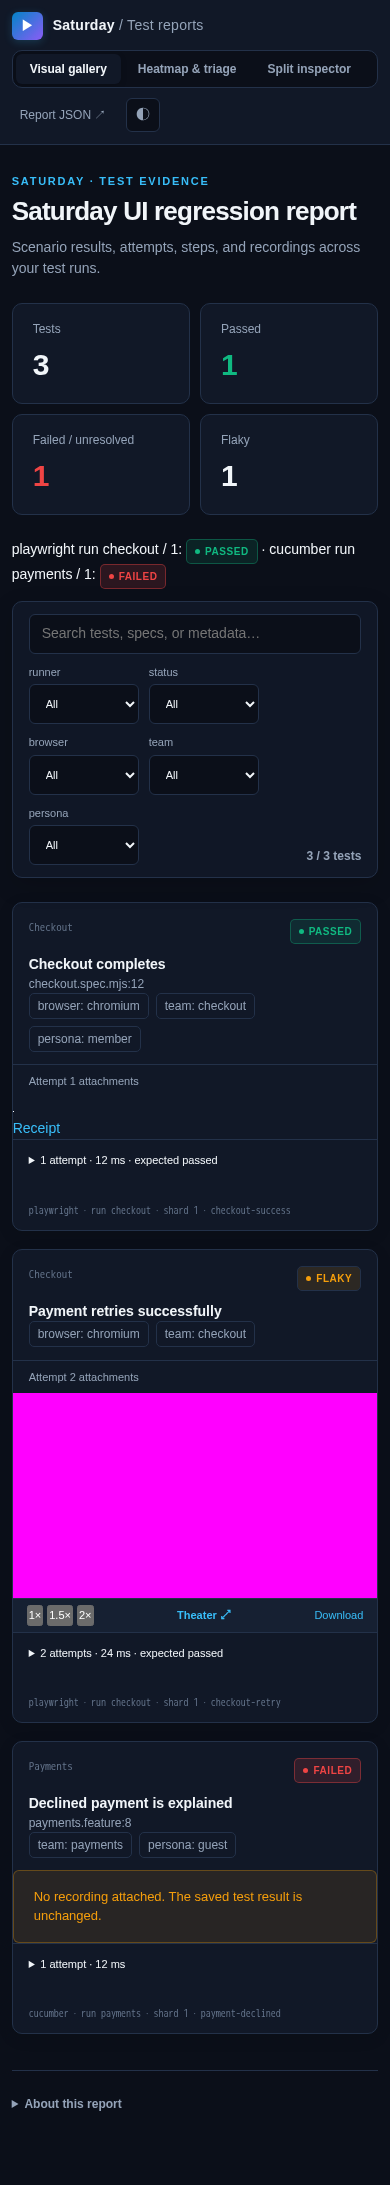 Saturday / Test reports
Visual gallery Heatmap & triage Split inspector
Report JSON ↗
SATURDAY · TEST EVIDENCE
Saturday UI regression report
Scenario results, attempts, steps, and recordings across
your test runs.
Tests Passed
3 1
Failed / unresolved Flaky
1 1
playwright run checkout / 1: PASSED · cucumber run
payments / 1: FAILED
Search tests, specs, or metadata…
runner status
All All
browser team
All All
persona
All
3 / 3 tests
Checkout PASSED
Checkout completes
checkout.spec.mjs:12
browser: chromium team: checkout
persona: member
Attempt 1 attachments
Receipt
1 attempt · 12 ms · expected passed
playwright · run checkout · shard 1 · checkout-success
Checkout FLAKY
Payment retries successfully
browser: chromium team: checkout
Attempt 2 attachments
1× 1.5× 2× Theater ⤢ Download
2 attempts · 24 ms · expected passed
playwright · run checkout · shard 1 · checkout-retry
Payments FAILED
Declined payment is explained
payments.feature:8
team: payments persona: guest
No recording attached. The saved test result is
unchanged.
1 attempt · 12 ms
cucumber · run payments · shard 1 · payment-declined
About this report